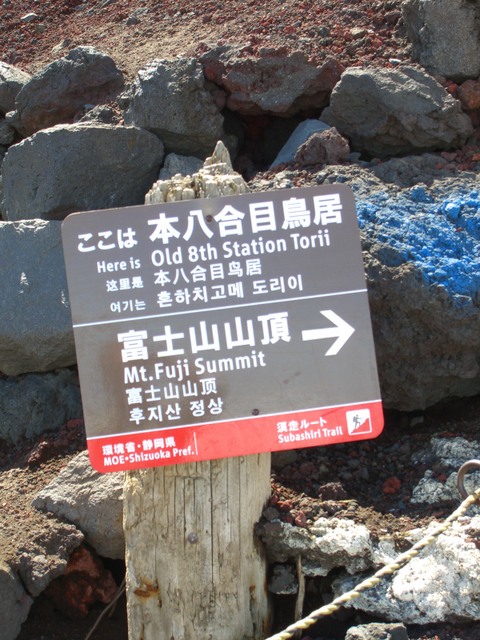 ここは 本八合目鳥居
Here is Old 8th Station Torii
这里是 本八合目鸟居
여기는 혼하치고메 도리이
富士山山頂
Mt.Fuji Summit
富士山山顶
후지산 정상
環境省・静岡県
MOE・Shizuoka Pref.
須走ルート
Subashiri Trail